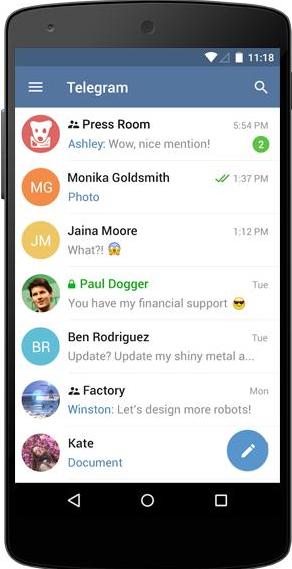 11:18
Telegram
Press Room
5:54 PM
Ashley: Wow, nice mention!
2
MG
Monika Goldsmith
1:37 PM
Photo
JM
Jaina Moore
1:12 PM
What?! 😱
Paul Dogger
Tue
You have my financial support 😎
BR
Ben Rodriguez
Tue
Update? Update my shiny metal a...
Factory
Mon
Winston: Let's design more robots!
Kate
Document